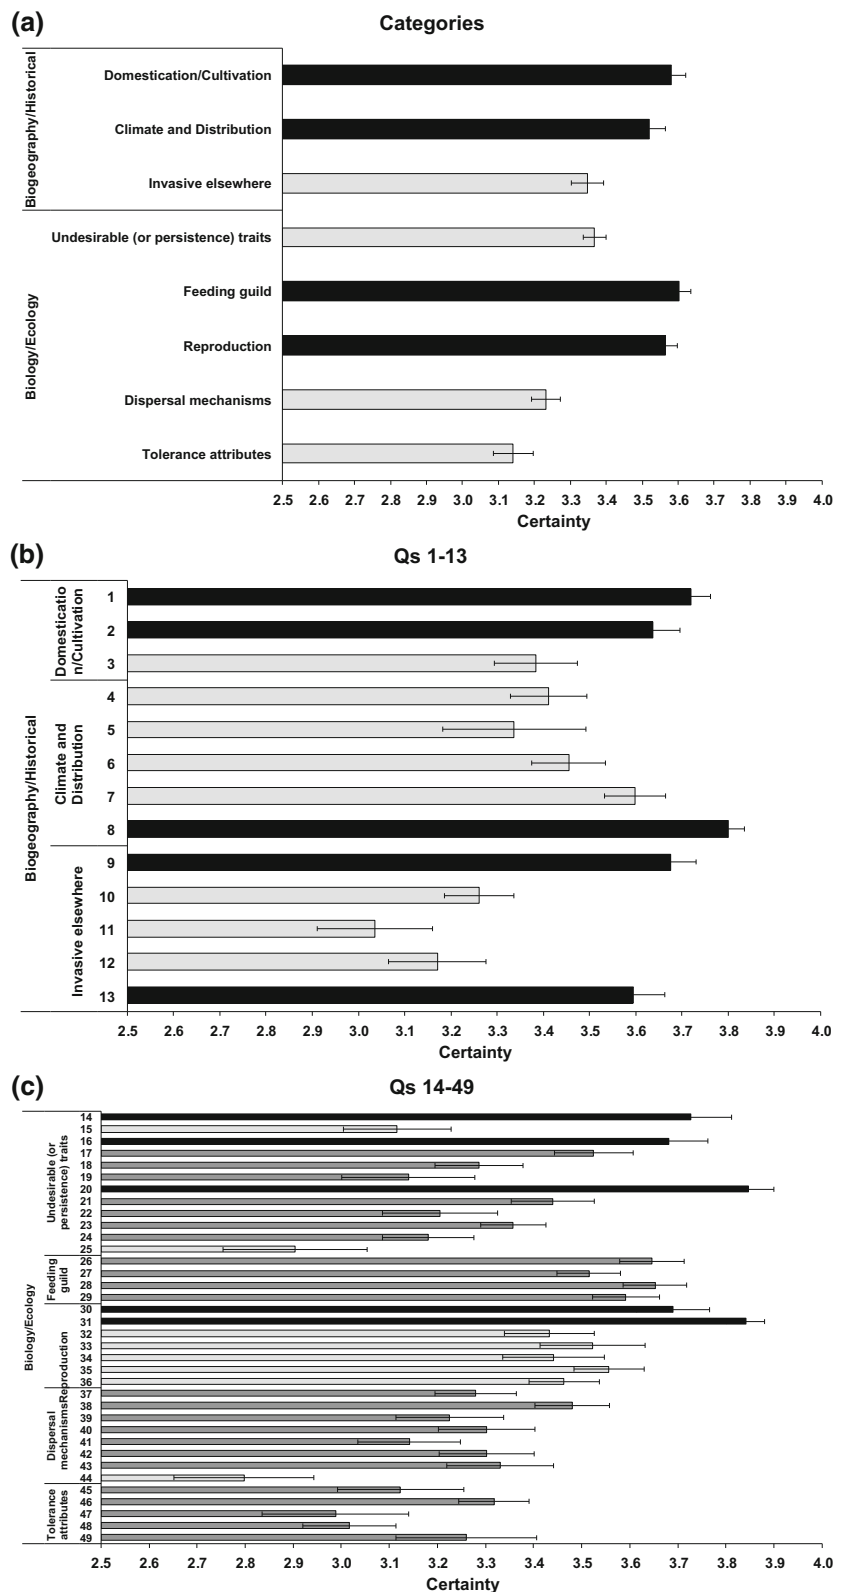 (a)
Categories
Biogeography/Historical
Domestication/Cultivation
Climate and Distribution
Invasive elsewhere
Biology/Ecology
Undesirable (or persistence) traits
Feeding guild
Reproduction
Dispersal mechanisms
Tolerance attributes
2.5 2.6 2.7 2.8 2.9 3.0 3.1 3.2 3.3 3.4 3.5 3.6 3.7 3.8 3.9 4.0
Certainty
(b)
Qs 1-13
Biogeography/Historical
Domesticatio
n/Cultivation
1
2
3
Climate and
Distribution
4
5
6
7
8
Invasive elsewhere
9
10
11
12
13
2.5 2.6 2.7 2.8 2.9 3.0 3.1 3.2 3.3 3.4 3.5 3.6 3.7 3.8 3.9 4.0
Certainty
(c)
Qs 14-49
Biology/Ecology
Undesirable (or
persistence) traits
14
15
16
17
18
19
20
21
22
23
24
25
Feeding
guild
26
27
28
29
Reproduction
30
31
32
33
34
35
36
Dispersal
mechanisms
37
38
39
40
41
42
43
44
Tolerance
attributes
45
46
47
48
49
2.5 2.6 2.7 2.8 2.9 3.0 3.1 3.2 3.3 3.4 3.5 3.6 3.7 3.8 3.9 4.0
Certainty